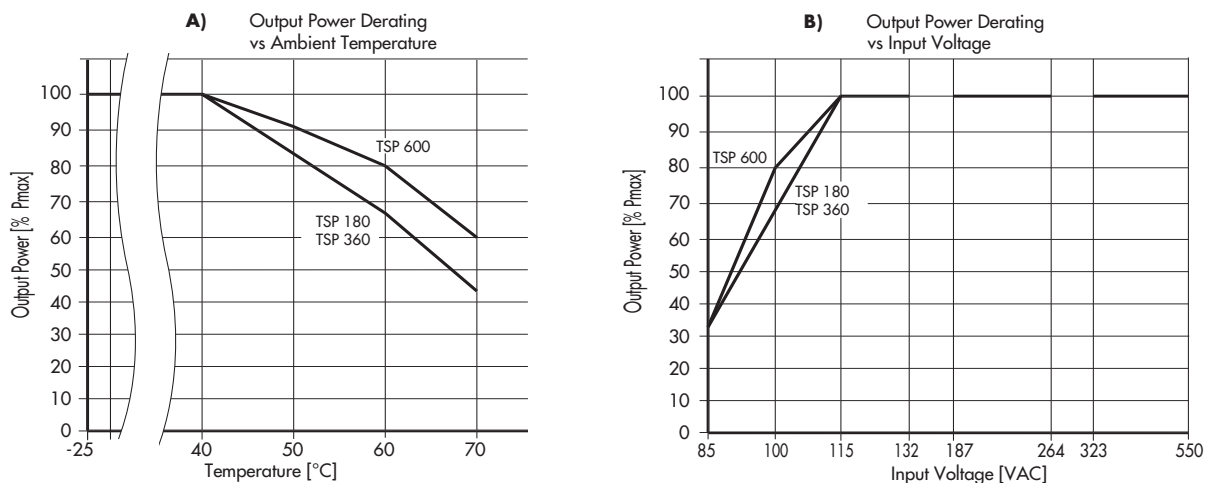 A) Output Power Derating
vs Ambient Temperature
Output Power [% Pmax]
100
90
80
70
60
50
40
30
20
10
0
TSP 600
TSP 180
TSP 360
-25 40 50 60 70
Temperature [°C]
B) Output Power Derating
vs Input Voltage
Output Power [% Pmax]
100
90
80
70
60
50
40
30
20
10
0
TSP 600
TSP 180
TSP 360
85 100 115 132 187 264 323 550
Input Voltage [VAC]